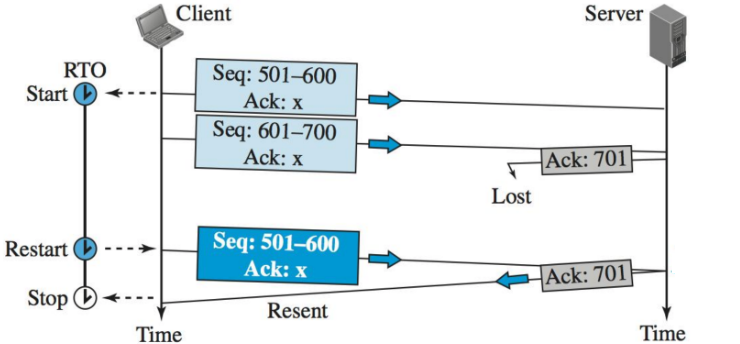 Client
Server
RTO
Start
Seq: 501–600
Ack: x
Seq: 601–700
Ack: x
Ack: 701
Lost
Restart
Seq: 501–600
Ack: x
Ack: 701
Stop
Resent
Time
Time